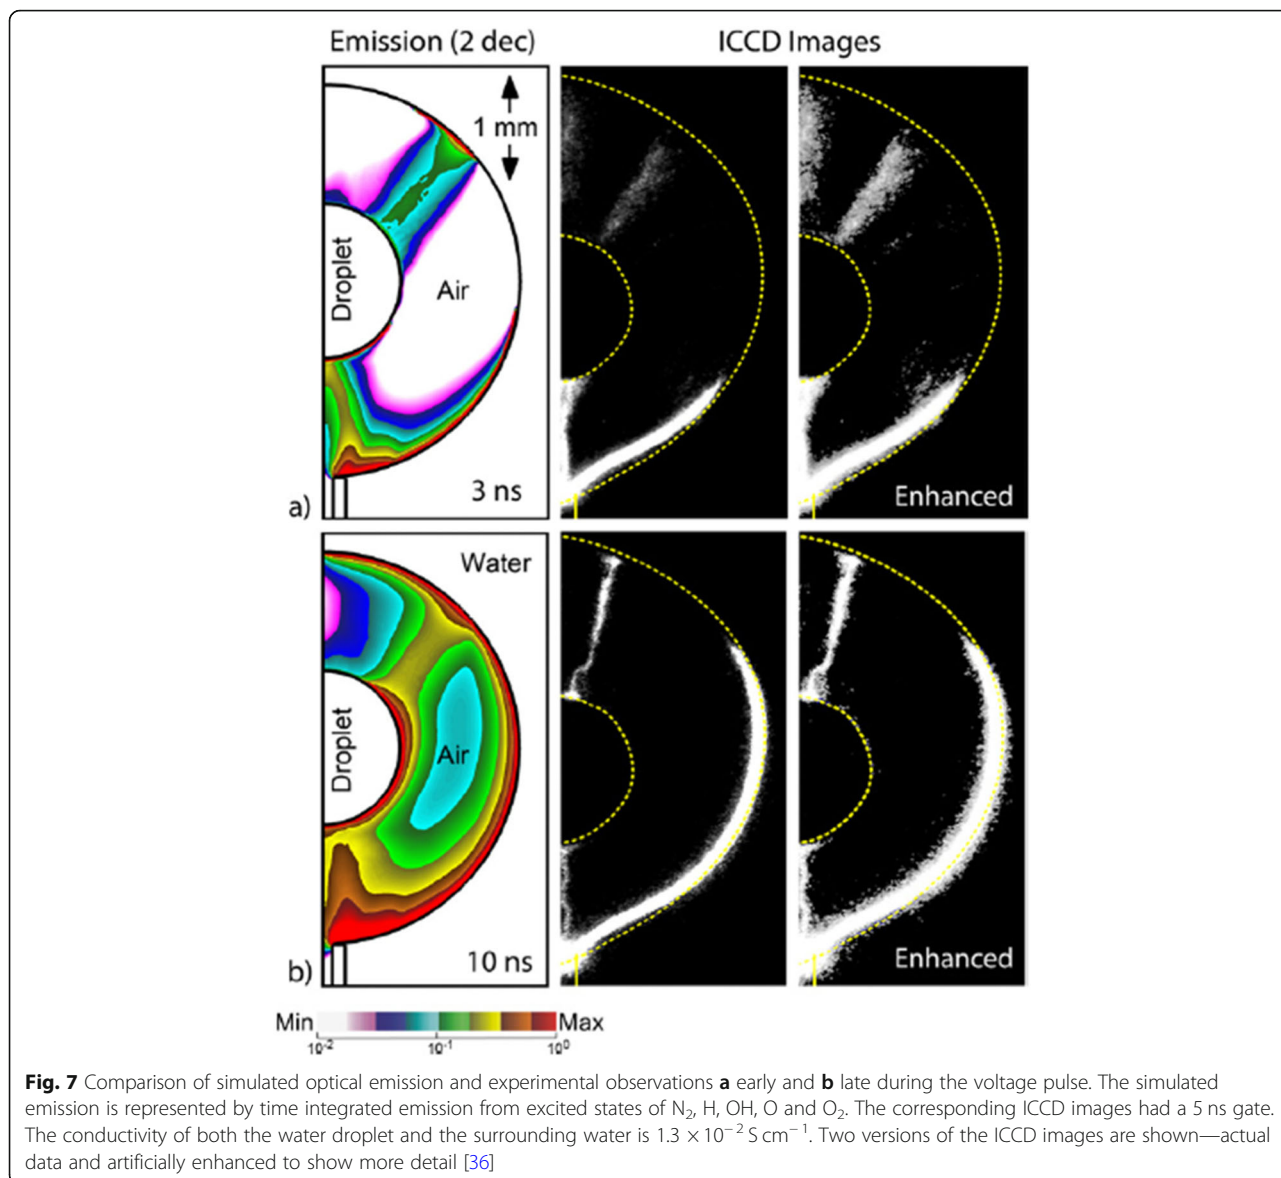 Emission (2 dec)
ICCD Images
1 mm
Droplet
Air
3 ns
a)
Enhanced
Water
Droplet
Air
10 ns
b)
Enhanced
Min
Max
10⁻²
10⁻¹
10⁰
Fig. 7 Comparison of simulated optical emission and experimental observations a early and b late during the voltage pulse. The simulated
emission is represented by time integrated emission from excited states of N₂, H, OH, O and O₂. The corresponding ICCD images had a 5 ns gate.
The conductivity of both the water droplet and the surrounding water is 1.3 × 10⁻² S cm⁻¹. Two versions of the ICCD images are shown—actual
data and artificially enhanced to show more detail [36]